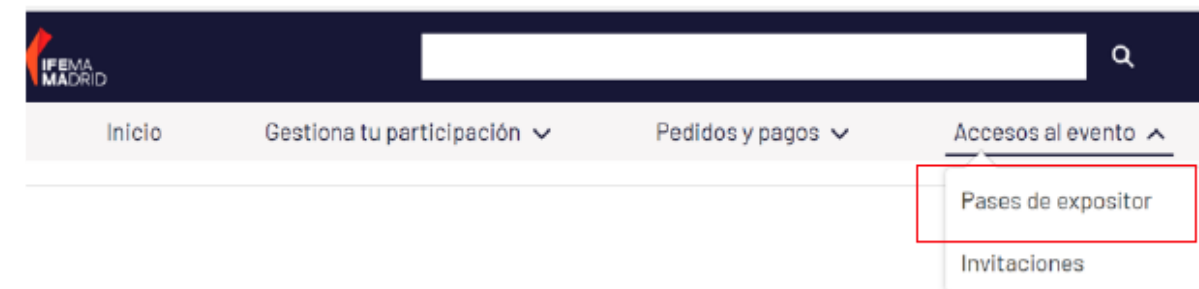 IFEMA
MADRID
Inicio Gestiona tu participación Pedidos y pagos Accesos al evento
Pases de expositor
Invitaciones